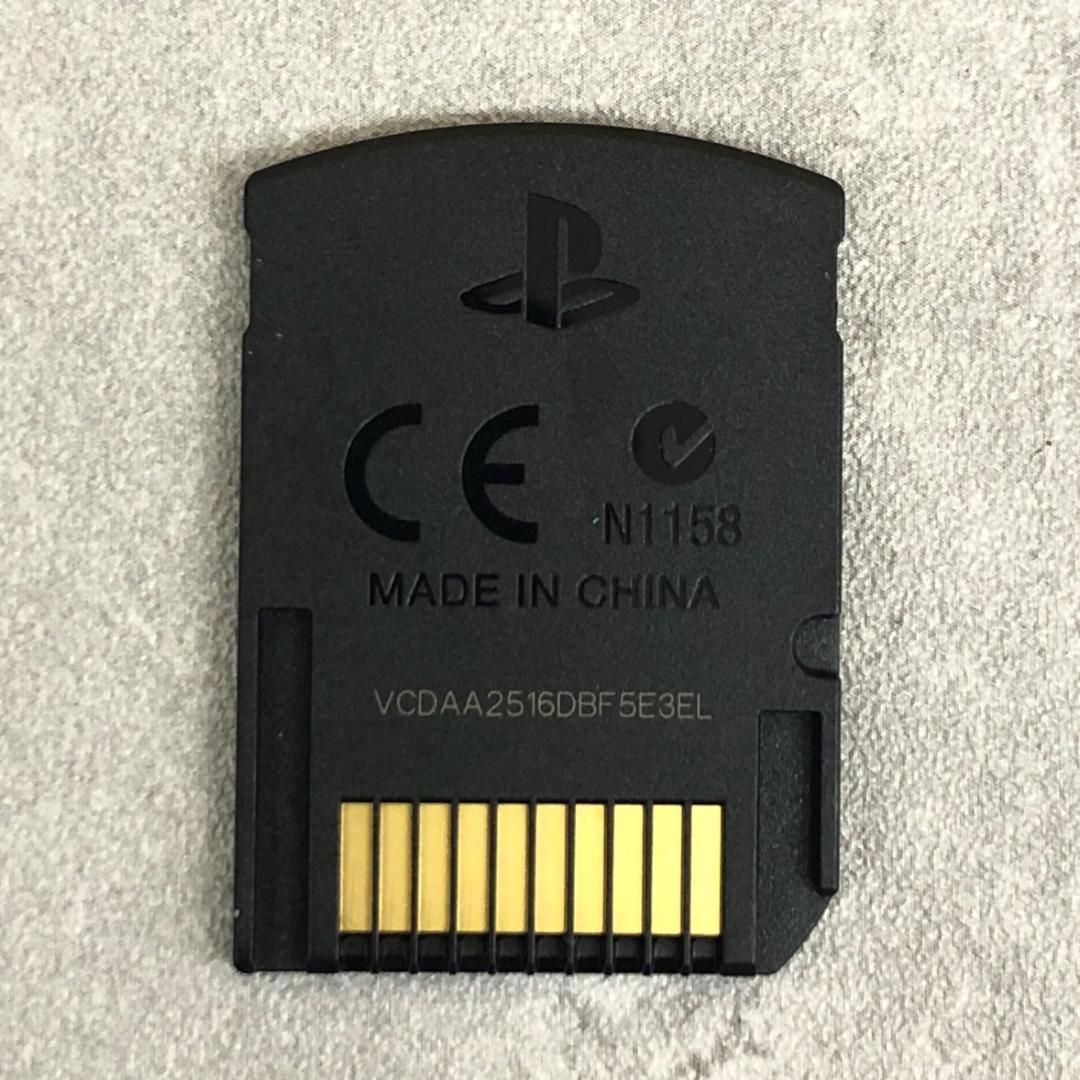 CE
N1158
MADE IN CHINA
VCDAA2516DBF5E3EL